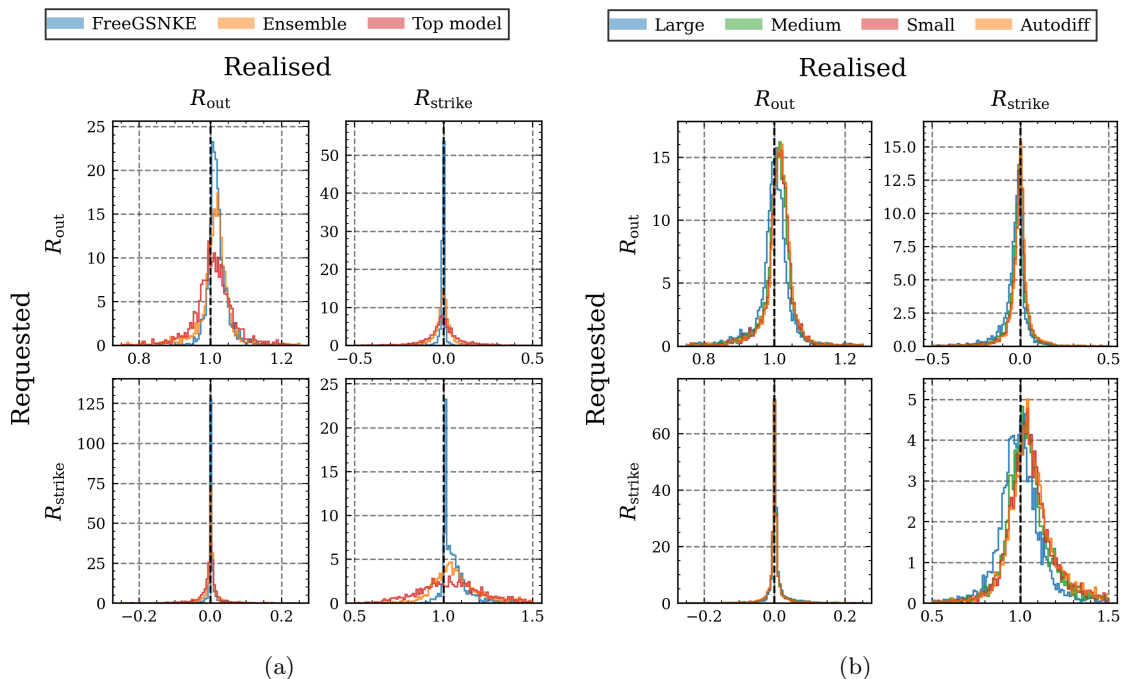 FreeGSNKE Ensemble Top model
Realised
R_out R_strike
Requested
R_out
25
20
15
10
5
0
0.8 1.0 1.2
50
40
30
20
10
0
−0.5 0.0 0.5
R_strike
125
100
75
50
25
0
−0.2 0.0 0.2
25
20
15
10
5
0
1.0 1.5
(a)
Large Medium Small Autodiff
Realised
R_out R_strike
Requested
R_out
15
10
5
0
0.8 1.0 1.2
15.0
12.5
10.0
7.5
5.0
2.5
0.0
−0.5 0.0 0.5
R_strike
60
40
20
0
−0.2 0.0 0.2
5
4
3
2
1
0
0.5 1.0 1.5
(b)